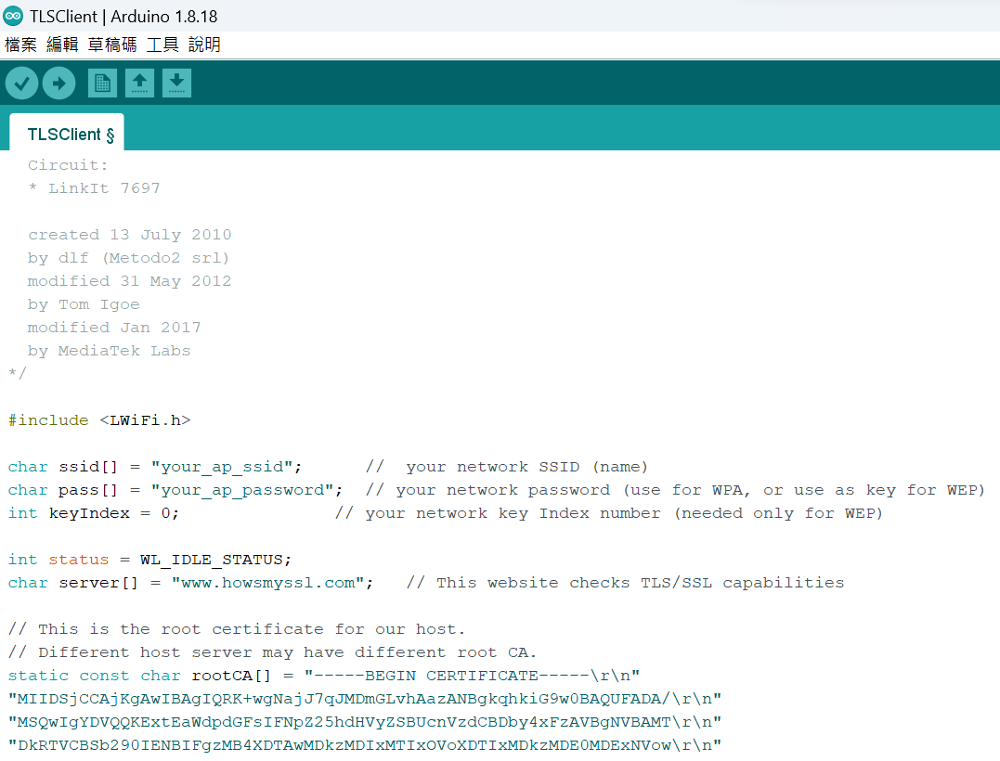 TLSClient | Arduino 1.8.18
檔案 編輯 草稿碼 工具 說明
TLSClient §
Circuit:
* LinkIt 7697
created 13 July 2010
by dlf (Metodo2 srl)
modified 31 May 2012
by Tom Igoe
modified Jan 2017
by MediaTek Labs
*/
#include <LWiFi.h>
char ssid[] = "your_ap_ssid";      //  your network SSID (name)
char pass[] = "your_ap_password";  // your network password (use for WPA, or use as key for WEP)
int keyIndex = 0;               // your network key Index number (needed only for WEP)
int status = WL_IDLE_STATUS;
char server[] = "www.howsmyssl.com";   // This website checks TLS/SSL capabilities
// This is the root certificate for our host.
// Different host server may have different root CA.
static const char rootCA[] = "-----BEGIN CERTIFICATE-----\r\n"
"MIIDSjCCAjKgAwIBAgIQRK+wgNajJ7qJMDmGLvhAazANBgkqhkiG9w0BAQUFADA/\r\n"
"MSQwIgYDVQQKExtEaWdpdGFsIFNpZ25hdHVyZSBUcnVzdCBDby4xFzAVBgNVBAMT\r\n"
"DkRTVCBSb290IENBIFgzMB4XDTAwMDkzMDIxMTIxOVoXDTIxMDkzMDE0MDExNVow\r\n"